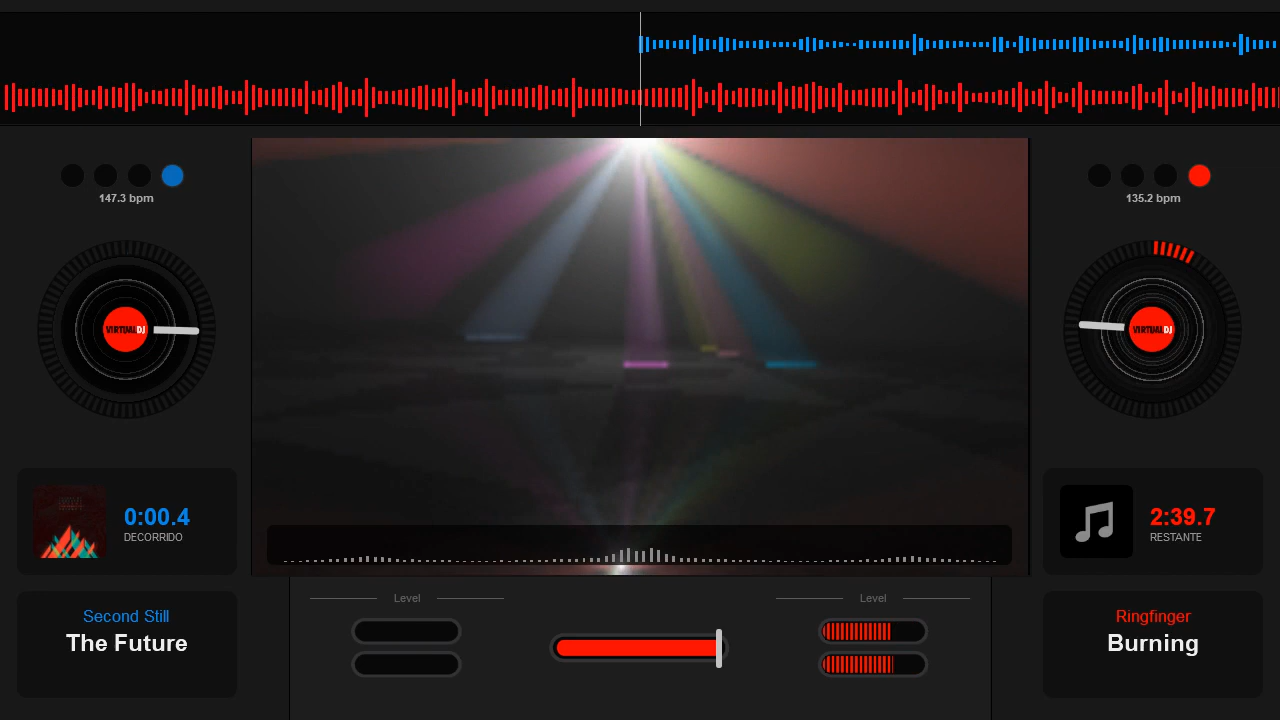 147.3 bpm
135.2 bpm
VIRTUALDJ
VIRTUALDJ
0:00.4
DECORRIDO
2:39.7
RESTANTE
Second Still
The Future
Level
Level
Ringfinger
Burning